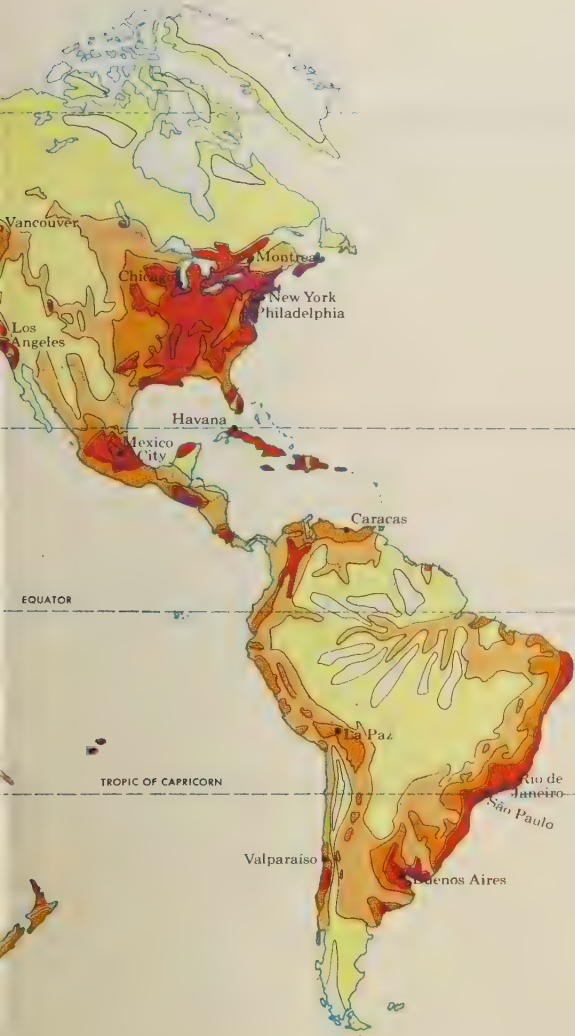 Vancouver
Montreal
Chicago
New York
Philadelphia
Los
Angeles
Havana
Mexico
City
Caracas
EQUATOR
La Paz
TROPIC OF CAPRICORN
Rio de
Janeiro
São Paulo
Valparaíso
Buenos Aires